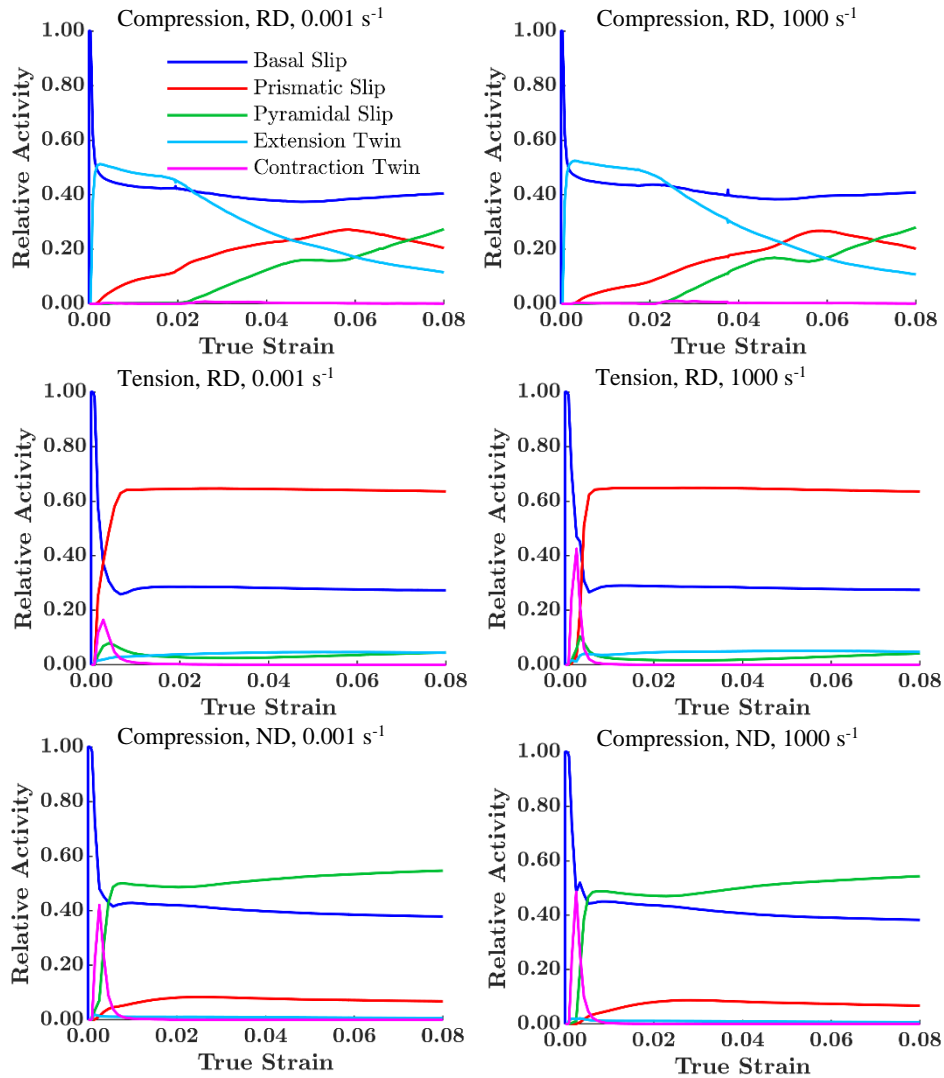 Compression, RD, 0.001 s-1
1.00
0.80
0.60
0.40
0.20
0.00
Relative Activity
Basal Slip
Prismatic Slip
Pyramidal Slip
Extension Twin
Contraction Twin
0.00 0.02 0.04 0.06 0.08
True Strain
Compression, RD, 1000 s-1
1.00
0.80
0.60
0.40
0.20
0.00
Relative Activity
0.00 0.02 0.04 0.06 0.08
True Strain
Tension, RD, 0.001 s-1
1.00
0.80
0.60
0.40
0.20
0.00
Relative Activity
0.00 0.02 0.04 0.06 0.08
True Strain
Tension, RD, 1000 s-1
1.00
0.80
0.60
0.40
0.20
0.00
Relative Activity
0.00 0.02 0.04 0.06 0.08
True Strain
Compression, ND, 0.001 s-1
1.00
0.80
0.60
0.40
0.20
0.00
Relative Activity
0.00 0.02 0.04 0.06 0.08
True Strain
Compression, ND, 1000 s-1
1.00
0.80
0.60
0.40
0.20
0.00
Relative Activity
0.00 0.02 0.04 0.06 0.08
True Strain